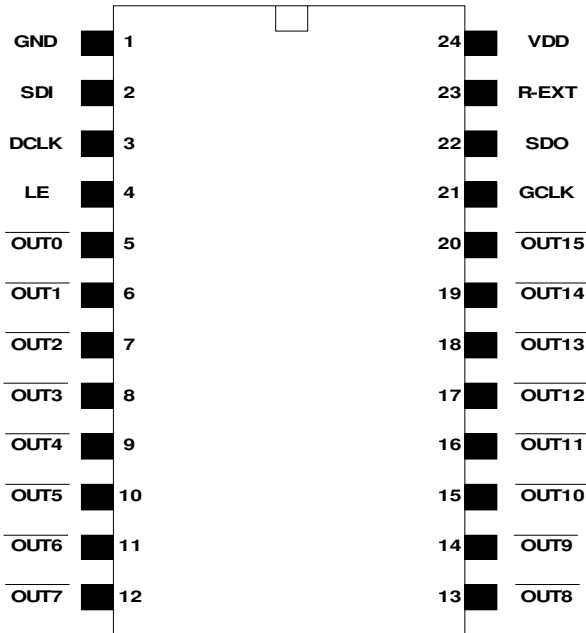 GND 1 24 VDD
SDI 2 23 R-EXT
DCLK 3 22 SDO
LE 4 21 GCLK
OUT0 5 20 OUT15
OUT1 6 19 OUT14
OUT2 7 18 OUT13
OUT3 8 17 OUT12
OUT4 9 16 OUT11
OUT5 10 15 OUT10
OUT6 11 14 OUT9
OUT7 12 13 OUT8